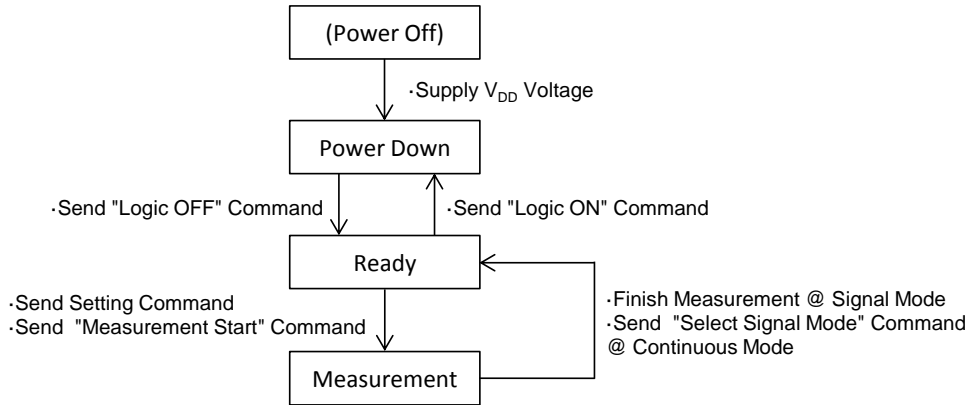 (Power Off)
·Supply VDD Voltage
Power Down
·Send "Logic OFF" Command
·Send "Logic ON" Command
Ready
·Send Setting Command
·Send "Measurement Start" Command
·Finish Measurement @ Signal Mode
·Send "Select Signal Mode" Command
@ Continuous Mode
Measurement